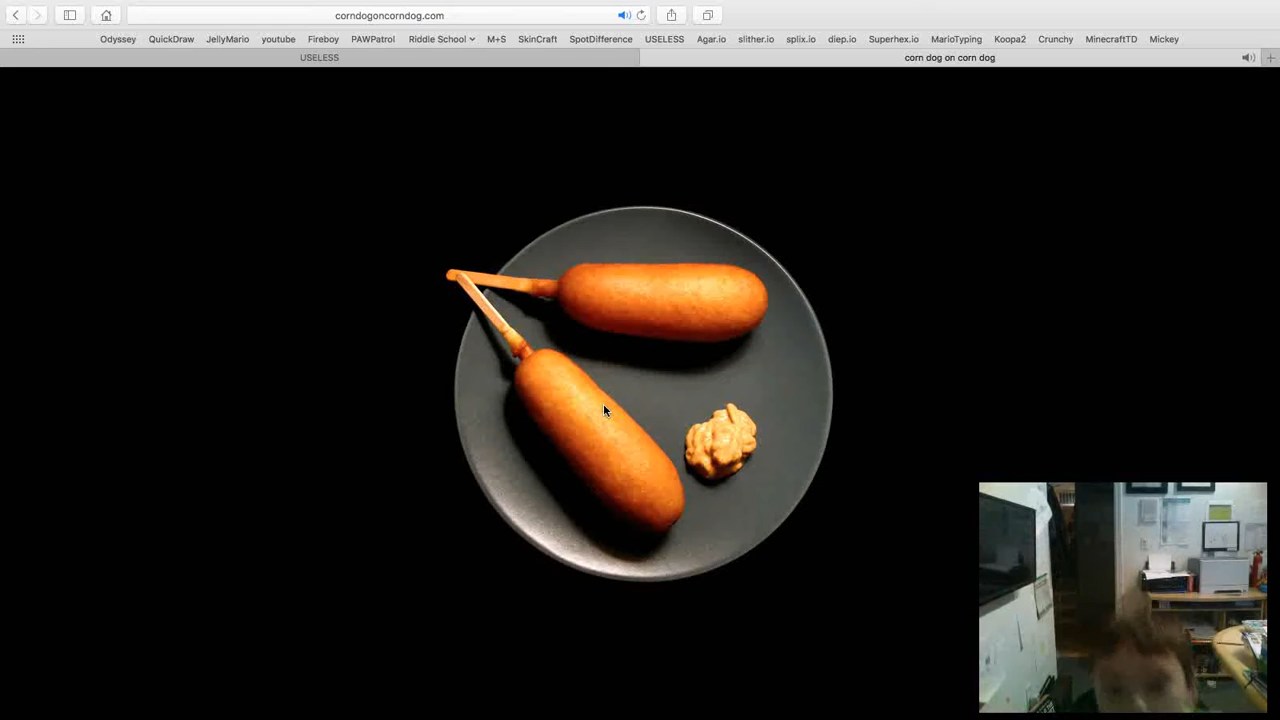 corndogoncorndog.com
Odyssey QuickDraw JellyMario youtube Fireboy PAWPatrol Riddle School M+S SkinCraft SpotDifference USELESS Agar.io slither.io splix.io diep.io Superhex.io MarioTyping Koopa2 Crunchy MinecraftTD Mickey
USELESS corn dog on corn dog